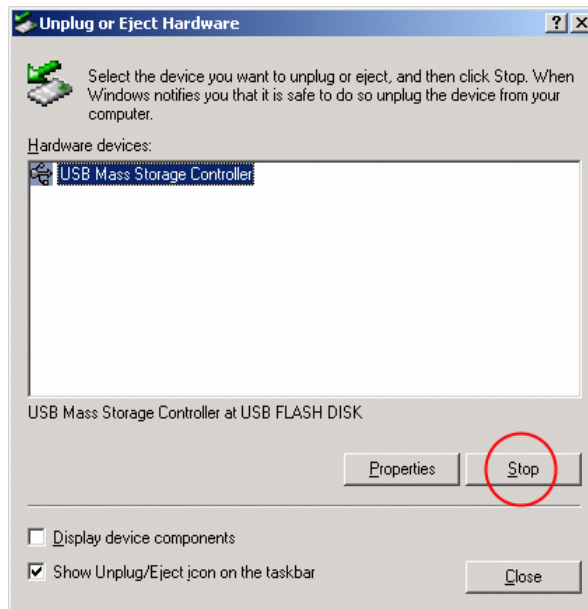 Unplug or Eject Hardware
Select the device you want to unplug or eject, and then click Stop. When
Windows notifies you that it is safe to do so unplug the device from your
computer.
Hardware devices:
USB Mass Storage Controller
USB Mass Storage Controller at USB FLASH DISK
Properties
Stop
Display device components
Show Unplug/Eject icon on the taskbar
Close